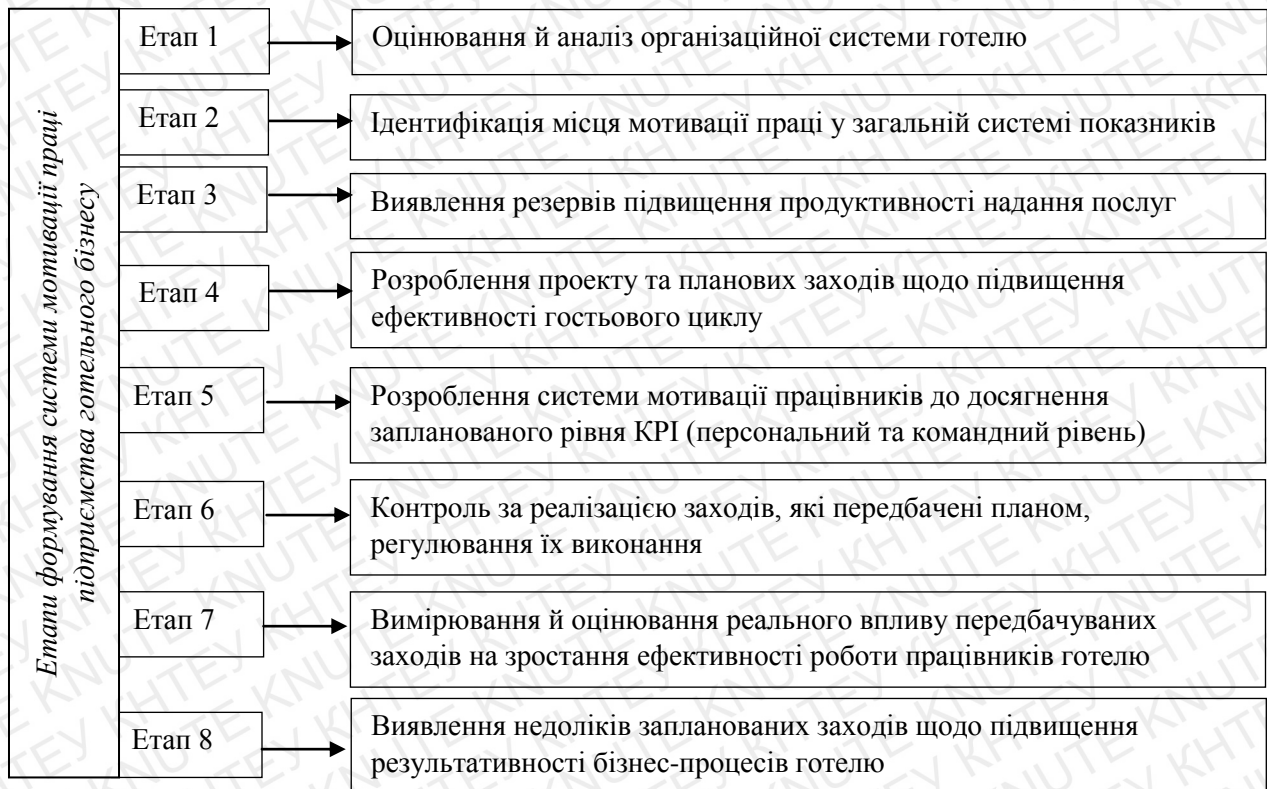 Етапи формування системи мотивації праці
підприємства готельного бізнесу
Етап 1
Оцінювання й аналіз організаційної системи готелю
Етап 2
Ідентифікація місця мотивації праці у загальній системі показників
Етап 3
Виявлення резервів підвищення продуктивності надання послуг
Етап 4
Розроблення проекту та планових заходів щодо підвищення
ефективності гостьового циклу
Етап 5
Розроблення системи мотивації працівників до досягнення
запланованого рівня КРІ (персональний та командний рівень)
Етап 6
Контроль за реалізацією заходів, які передбачені планом,
регулювання їх виконання
Етап 7
Вимірювання й оцінювання реального впливу передбачуваних
заходів на зростання ефективності роботи працівників готелю
Етап 8
Виявлення недоліків запланованих заходів щодо підвищення
результативності бізнес-процесів готелю